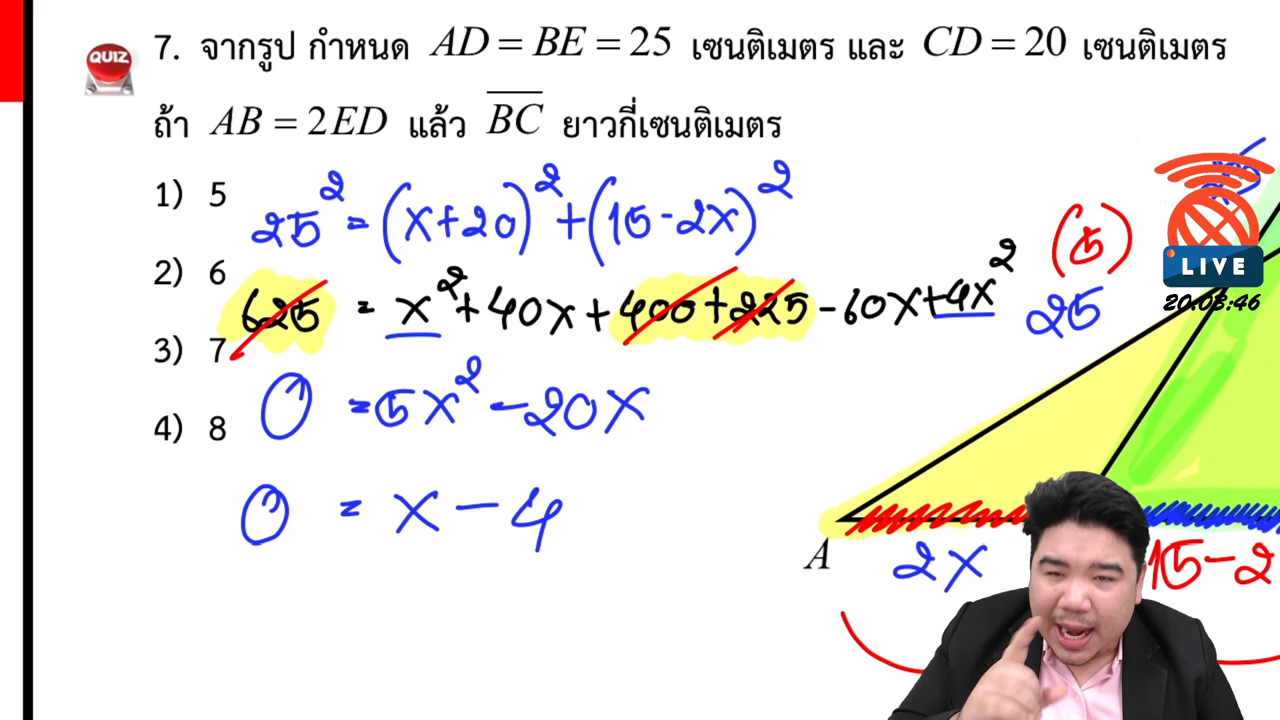 QUIZ
7. จากรูป กำหนด AD = BE = 25 เซนติเมตร และ CD = 20 เซนติเมตร
ถ้า AB = 2ED แล้ว BC ยาวกี่เซนติเมตร
1) 5
25² = (x+20)² + (15-2x)²
2) 6
625 = x² + 40x + 400 + 225 - 60x + 4x²
(5)
25
LIVE
20:03:46
3) 7
0 = 5x² - 20x
4) 8
0 = x - 4
A
2x
15-2